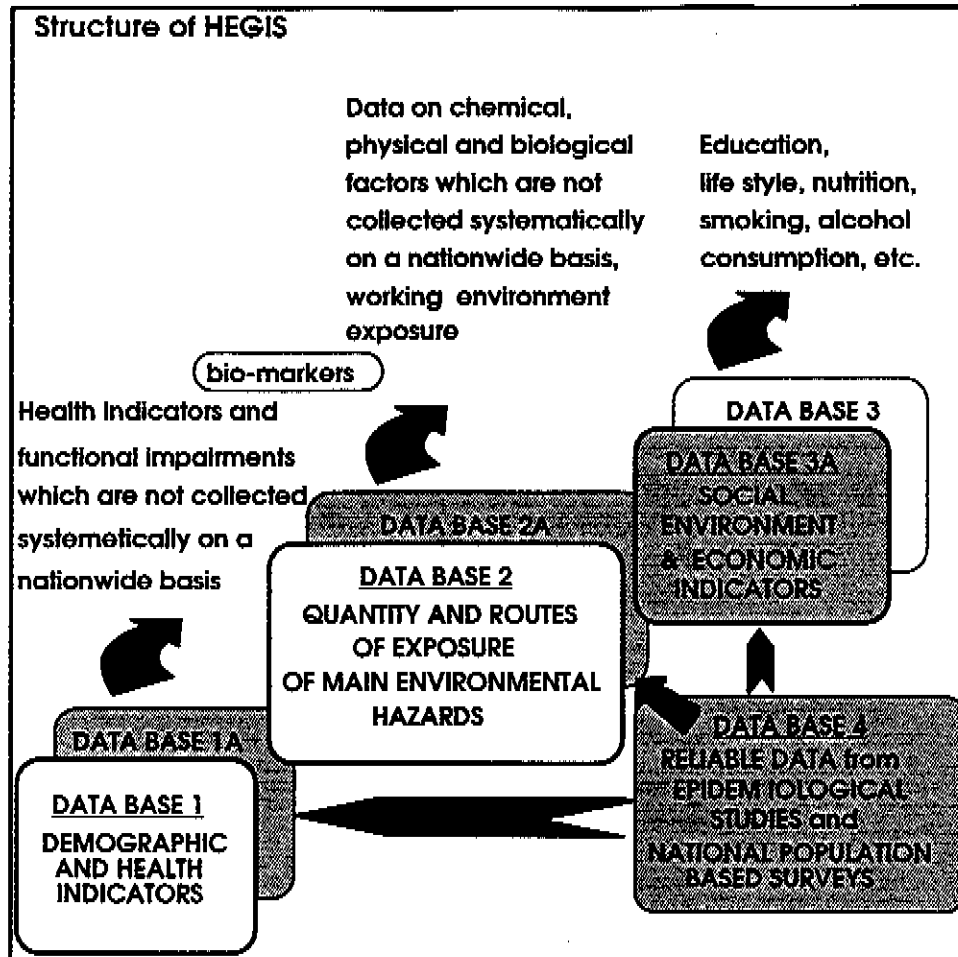 Structure of HEGIS
Data on chemical,
physical and biological
factors which are not
collected systematically
on a nationwide basis,
working environment
exposure
Education,
life style, nutrition,
smoking, alcohol
consumption, etc.
bio-markers
Health Indicators and
functional impairments
which are not collected
systemetically on a
nationwide basis
DATA BASE 3
DATA BASE 3A
SOCIAL
ENVIRONMENT
& ECONOMIC
INDICATORS
DATA BASE 2A
DATA BASE 2
QUANTITY AND ROUTES
OF EXPOSURE
OF MAIN ENVIRONMENTAL
HAZARDS
DATA BASE 1A
DATA BASE 1
DEMOGRAPHIC
AND HEALTH
INDICATORS
DATA BASE 4
RELIABLE DATA from
EPIDEM IOLOGICAL
STUDIES and
NATIONAL POPULATION
BASED SURVEYS